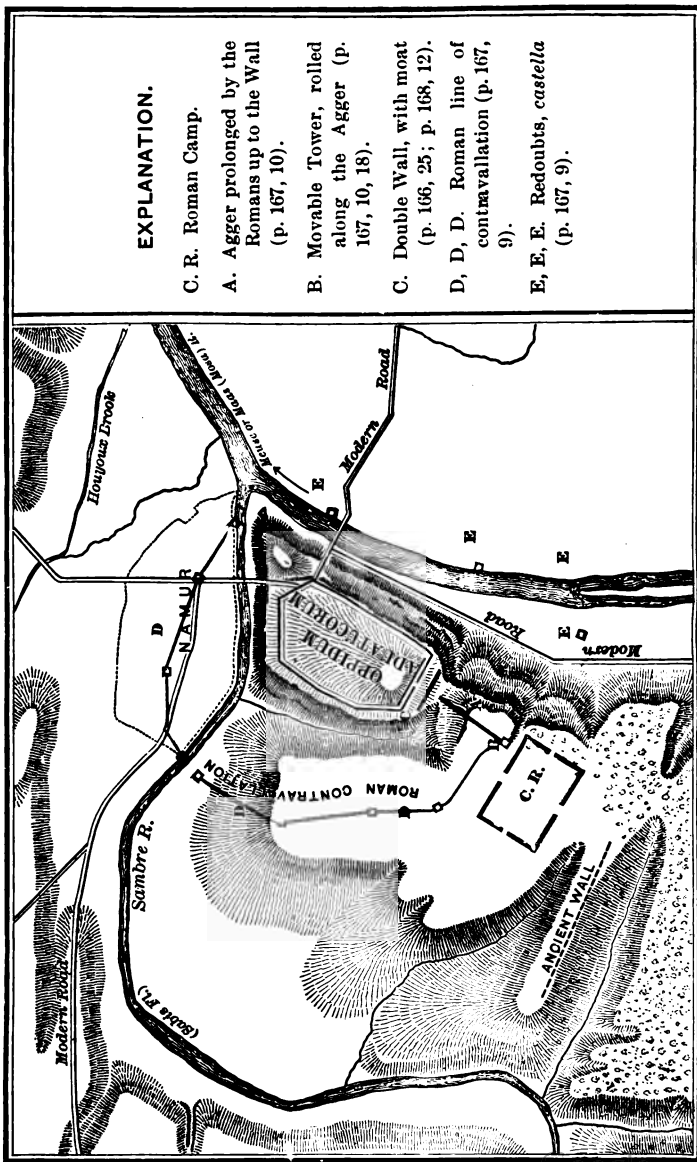 EXPLANATION.
C. R. Roman Camp.
A. Agger prolonged by the
Romans up to the Wall
(p. 167, 10).
B. Movable Tower, rolled
along the Agger (p.
167, 10, 18).
C. Double Wall, with moat
(p. 166, 25; p. 168, 12).
D, D, D. Roman line of
contravallation (p. 167,
9).
E, E, E. Redoubts, castella
(p. 167, 9).
Houyoux Brook
Meuse or Maas (Mosa) R.
Modern Road
E
E
E
E
Modern Road
NAMUR
D
A
OPPIDUM
ADUATUCORUM
ROMAN CONTRAVELATION
D
D
Sambre R.
(Sabis Fl.)
Modern Road
C. R.
ANCIENT WALL